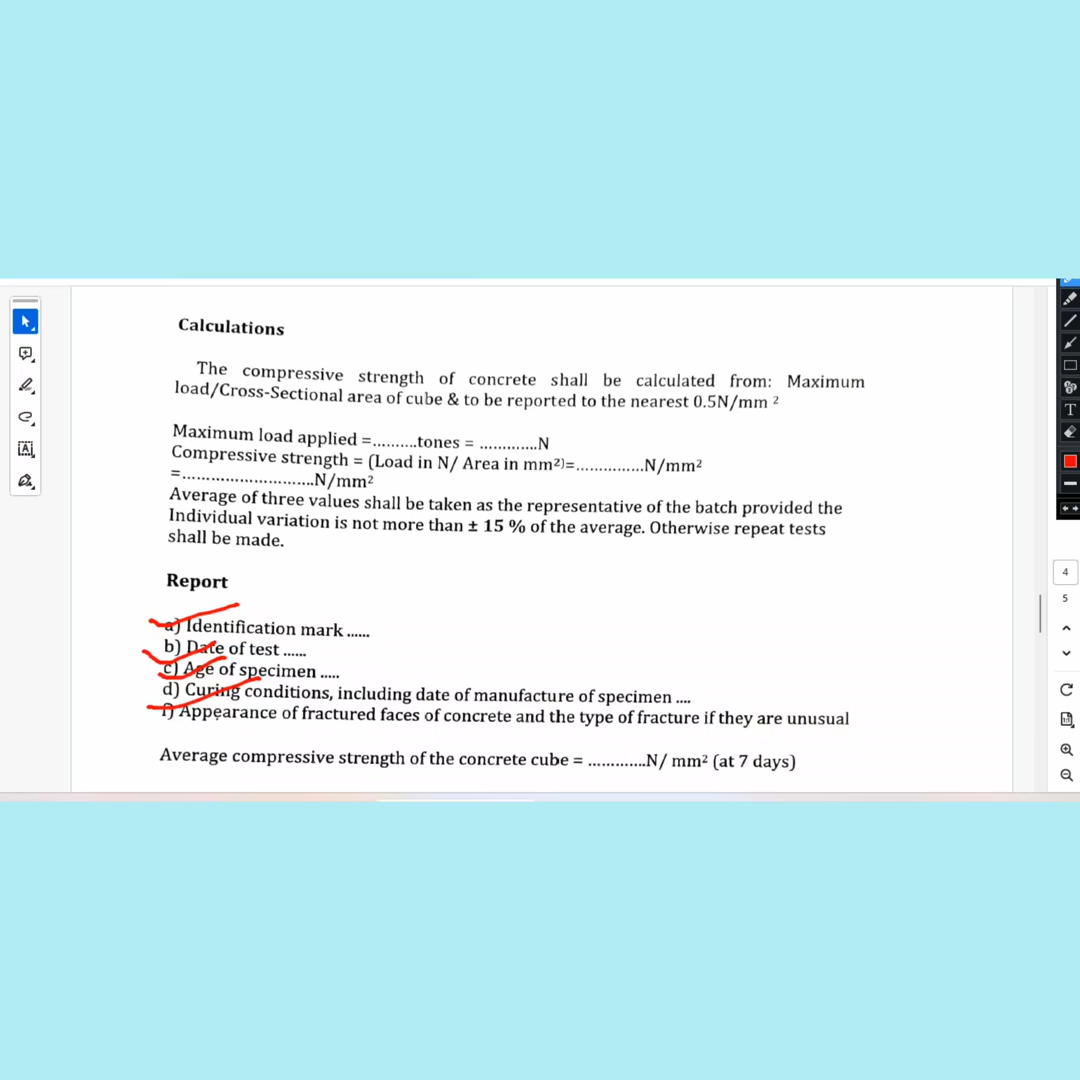 Calculations
The compressive strength of concrete shall be calculated from: Maximum
load/Cross-Sectional area of cube & to be reported to the nearest 0.5N/mm ²
Maximum load applied =..........tones = .............N
Compressive strength = (Load in N/ Area in mm²)=...............N/mm²
=.............................N/mm²
Average of three values shall be taken as the representative of the batch provided the
Individual variation is not more than ± 15 % of the average. Otherwise repeat tests
shall be made.
Report
a) Identification mark ......
b) Date of test ......
c) Age of specimen .....
d) Curing conditions, including date of manufacture of specimen ....
f) Appearance of fractured faces of concrete and the type of fracture if they are unusual
Average compressive strength of the concrete cube = .............N/ mm² (at 7 days)
4
5